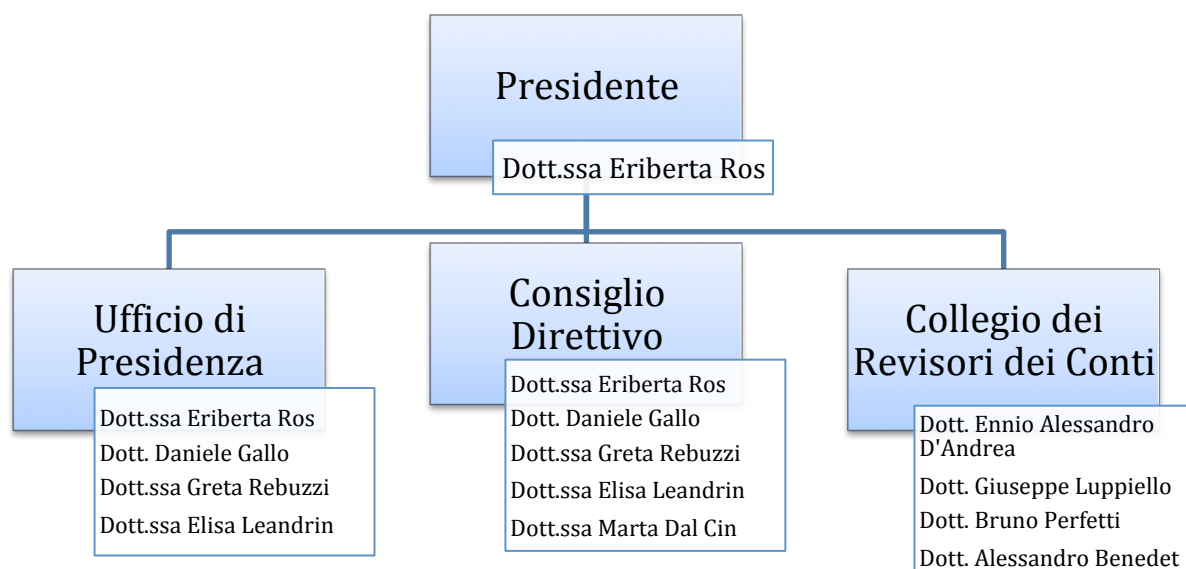 Presidente
Dott.ssa Eriberta Ros
Ufficio di
Presidenza
Dott.ssa Eriberta Ros
Dott. Daniele Gallo
Dott.ssa Greta Rebuzzi
Dott.ssa Elisa Leandrin
Consiglio
Direttivo
Dott.ssa Eriberta Ros
Dott. Daniele Gallo
Dott.ssa Greta Rebuzzi
Dott.ssa Elisa Leandrin
Dott.ssa Marta Dal Cin
Collegio dei
Revisori dei Conti
Dott. Ennio Alessandro
D'Andrea
Dott. Giuseppe Luppiello
Dott. Bruno Perfetti
Dott. Alessandro Benedet